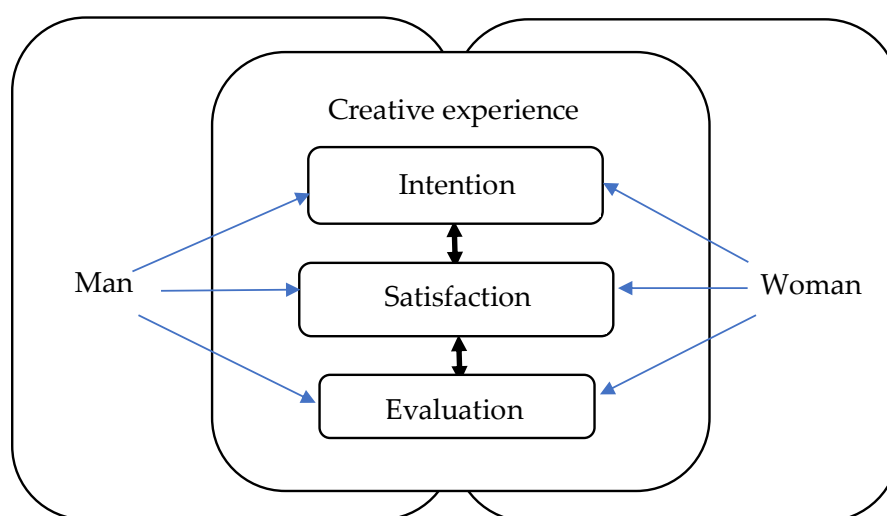 Creative experience
Intention
Man
Satisfaction
Woman
Evaluation